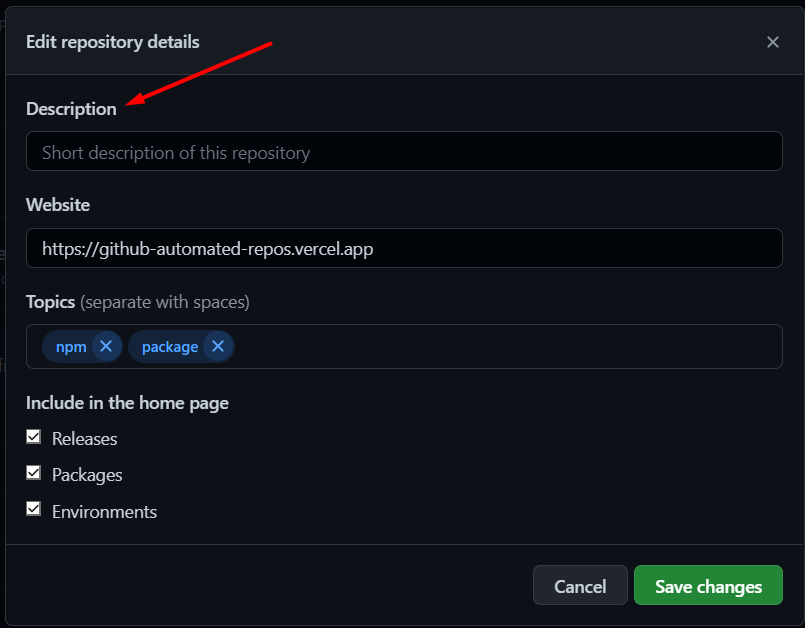 Edit repository details
Description
Short description of this repository
Website
https://github-automated-repos.vercel.app
Topics (separate with spaces)
npm package
Include in the home page
Releases
Packages
Environments
Cancel Save changes